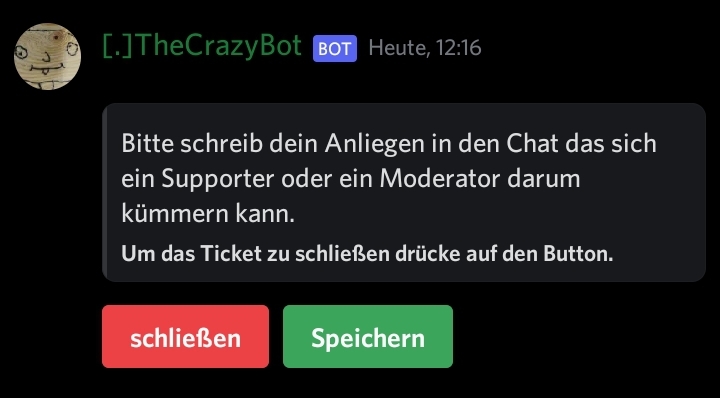 [.]TheCrazyBot BOT Heute, 12:16
Bitte schreib dein Anliegen in den Chat das sich
ein Supporter oder ein Moderator darum
kümmern kann.
Um das Ticket zu schließen drücke auf den Button.
schließen Speichern